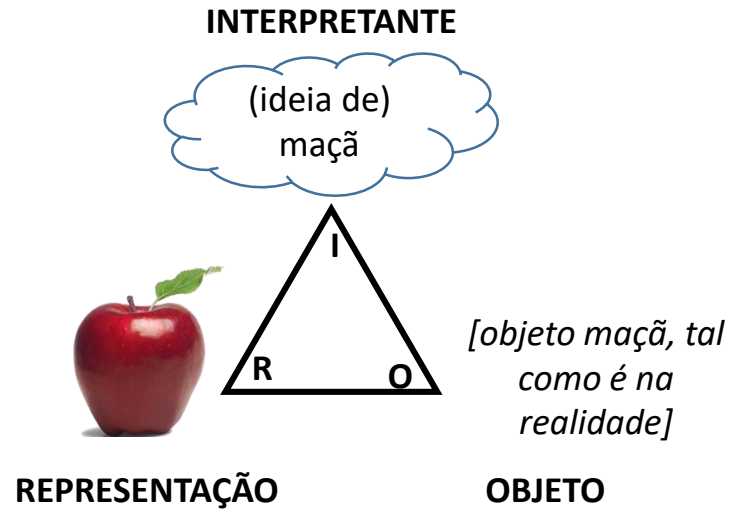 INTERPRETANTE
(ideia de)
maçã
I
R
O
[objeto maçã, tal
como é na
realidade]
REPRESENTAÇÃO
OBJETO